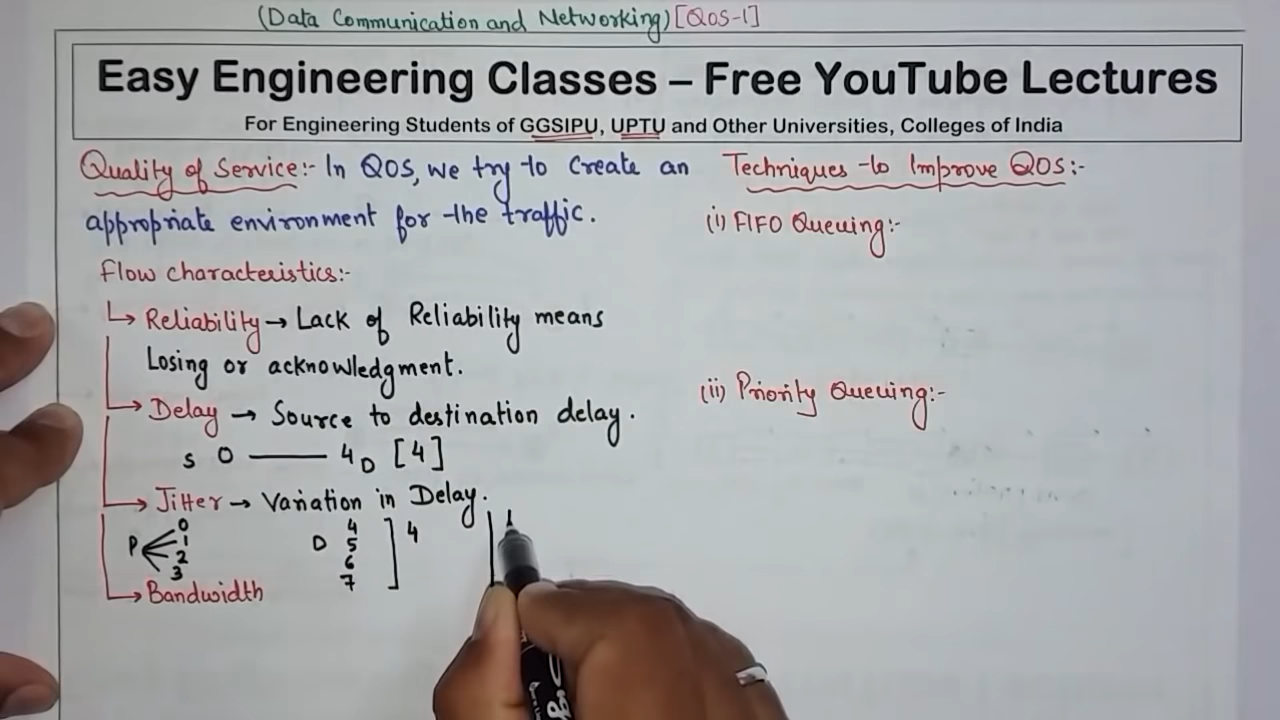 (Data Communication and Networking) [QOS-1]
Easy Engineering Classes – Free YouTube Lectures
For Engineering Students of GGSIPU, UPTU and Other Universities, Colleges of India
Quality of Service:- In QOS, we try to create an
appropriate environment for the traffic.
Flow characteristics:-
↳ Reliability → Lack of Reliability means
Losing or acknowledgment.
↳ Delay → Source to destination delay.
S 0 —— 4 D [4]
↳ Jitter → Variation in Delay.
P 0 1 2 3 D 4 5 6 7 ] 4
↳ Bandwidth
Techniques to Improve QOS:-
(i) FIFO Queuing:-
(ii) Priority Queuing:-